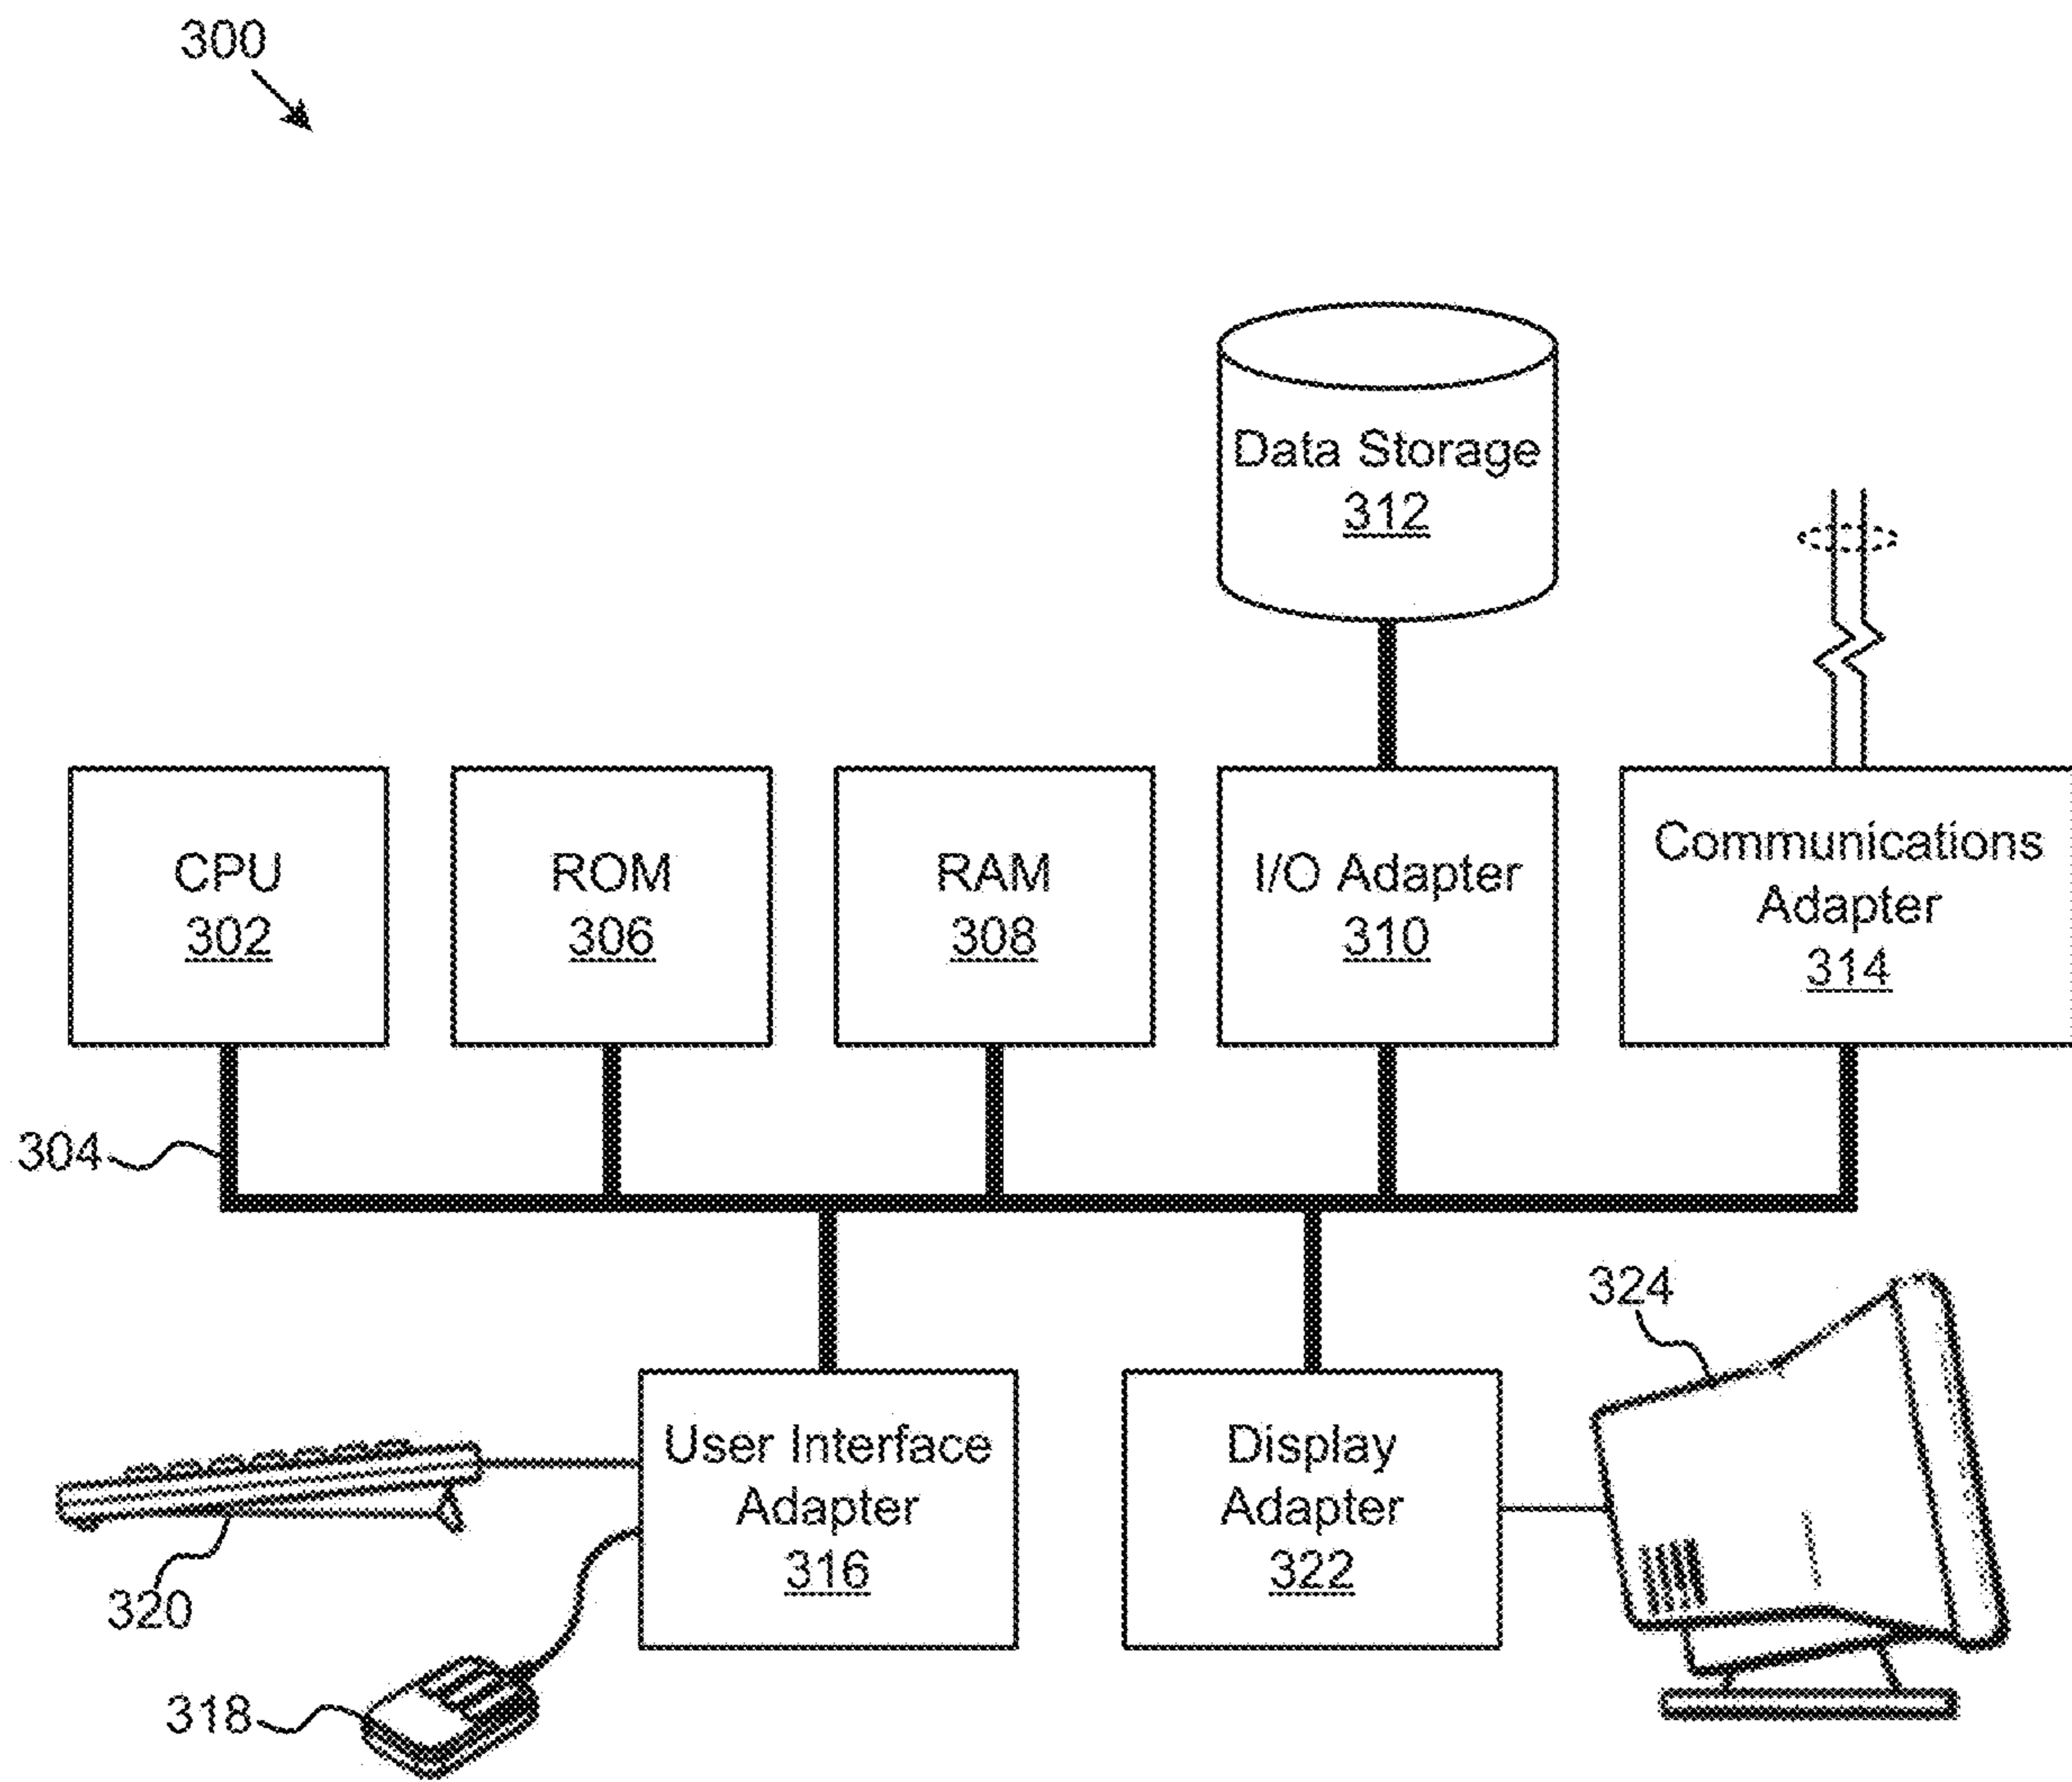 300
Data Storage
312
CPU
302
ROM
306
RAM
308
I/O Adapter
310
Communications
Adapter
314
304
324
User Interface
Adapter
316
Display
Adapter
322
320
318